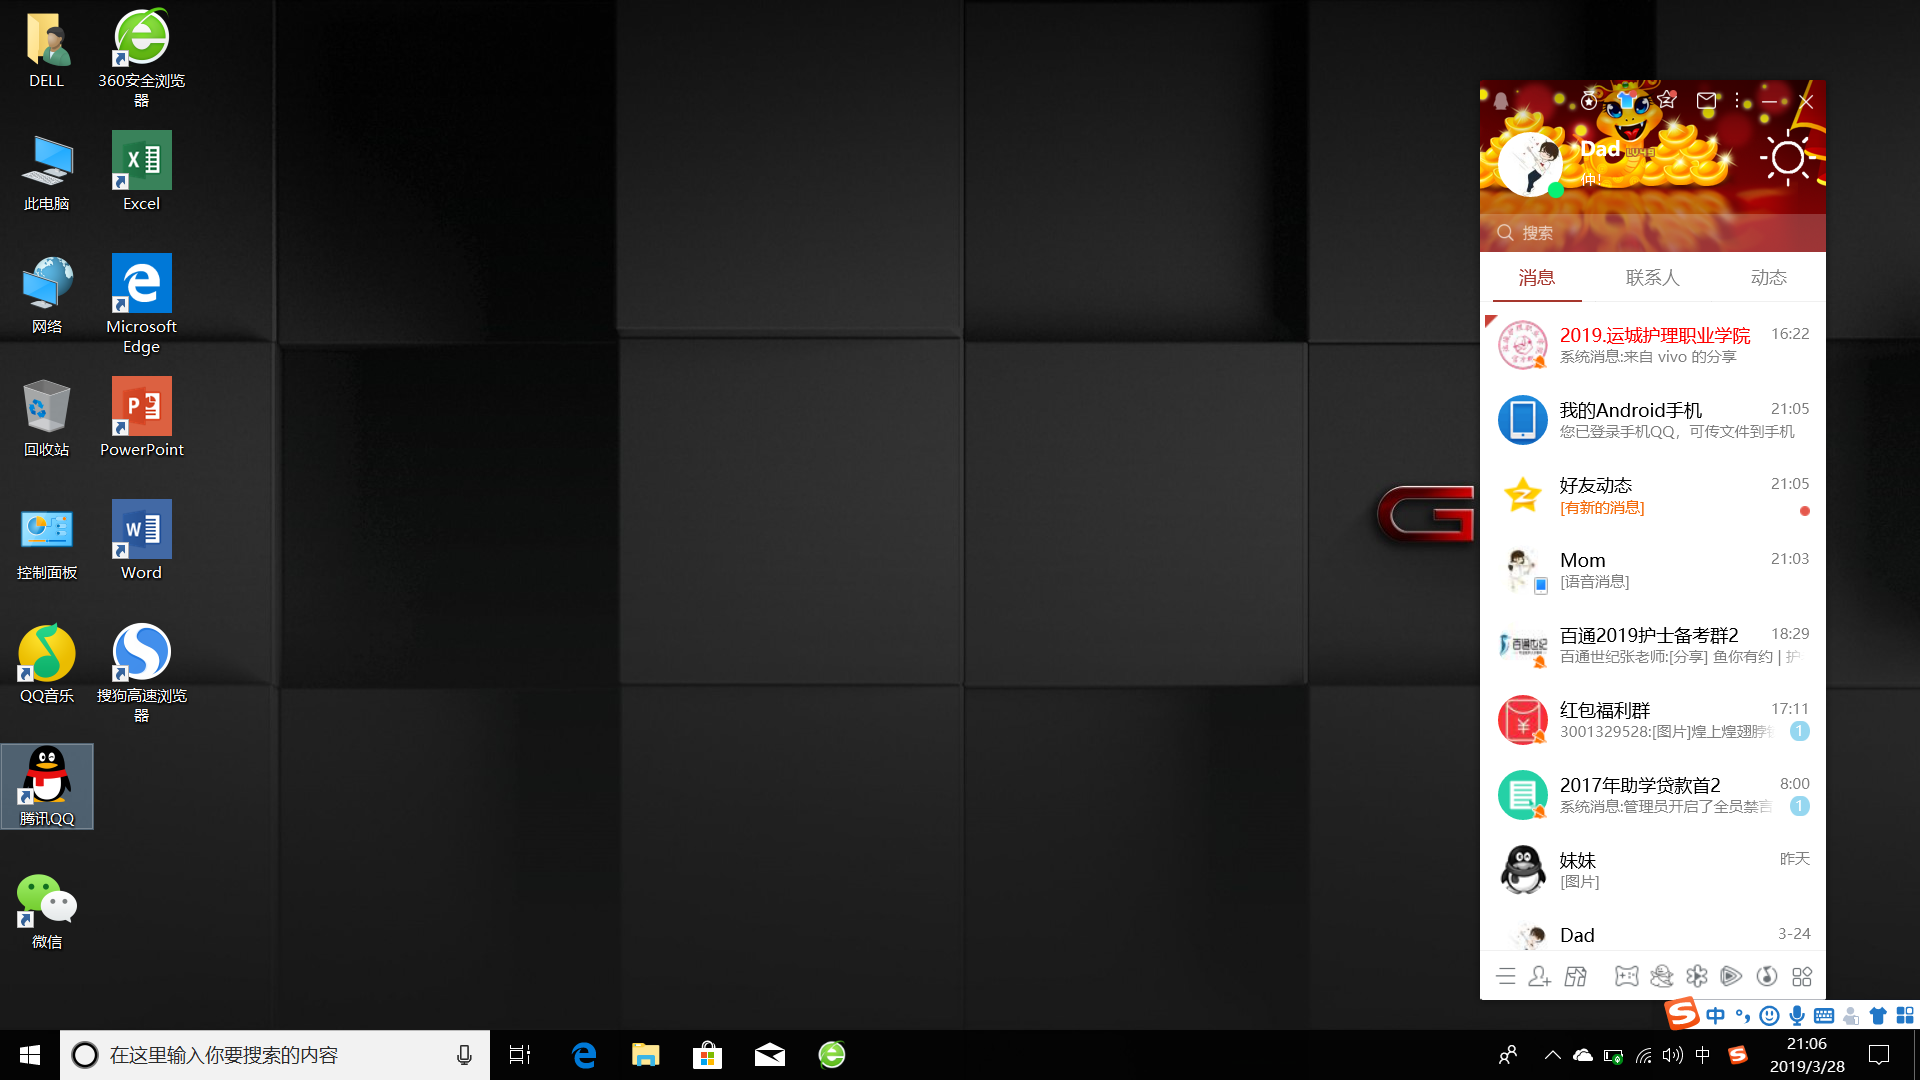 DELL
360安全浏览
器
此电脑
Excel
网络
Microsoft
Edge
回收站
PowerPoint
控制面板
Word
QQ音乐
搜狗高速浏览
器
腾讯QQ
微信
G
Dad LV43
仲!
搜索
消息 联系人 动态
2019.运城护理职业学院 16:22
系统消息:来自 vivo 的分享
我的Android手机 21:05
您已登录手机QQ，可传文件到手机
好友动态 21:05
[有新的消息]
Mom 21:03
[语音消息]
百通世纪
百通2019护士备考群2 18:29
百通世纪张老师:[分享] 鱼你有约 | 护
红包福利群 17:11
3001329528:[图片]煌上煌翅脖 1
2017年助学贷款首2 8:00
系统消息:管理员开启了全员禁言 1
妹妹 昨天
[图片]
Dad 3-24
中
在这里输入你要搜索的内容
中
21:06
2019/3/28